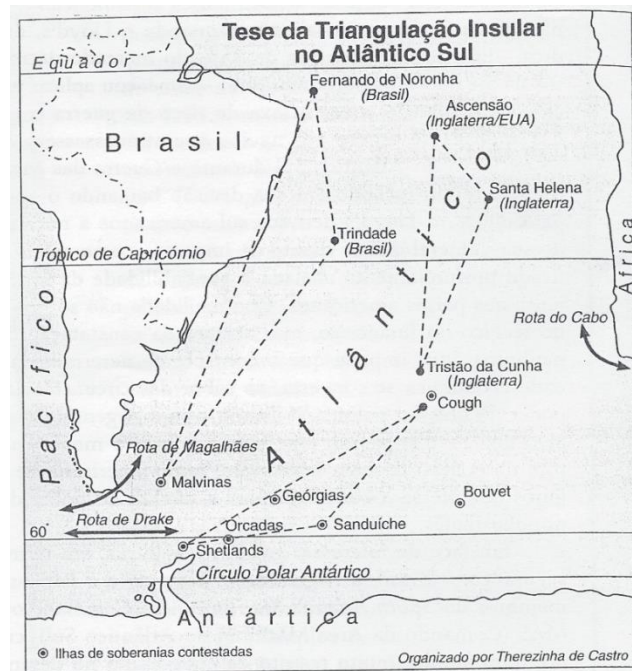 Tese da Triangulação Insular
no Atlântico Sul
Equador
Fernando de Noronha
(Brasil)
Ascensão
(Inglaterra/EUA)
Brasil
Santa Helena
(Inglaterra)
Trindade
(Brasil)
África
Trópico de Capricórnio
Pacífico
Atlântico
Rota do Cabo
Tristão da Cunha
(Inglaterra)
Cough
Rota de Magalhães
Malvinas
Geórgias
Bouvet
Rota de Drake
60°
Orcadas
Sanduíche
Shetlands
Círculo Polar Antártico
Antártica
Ilhas de soberanias contestadas
Organizado por Therezinha de Castro